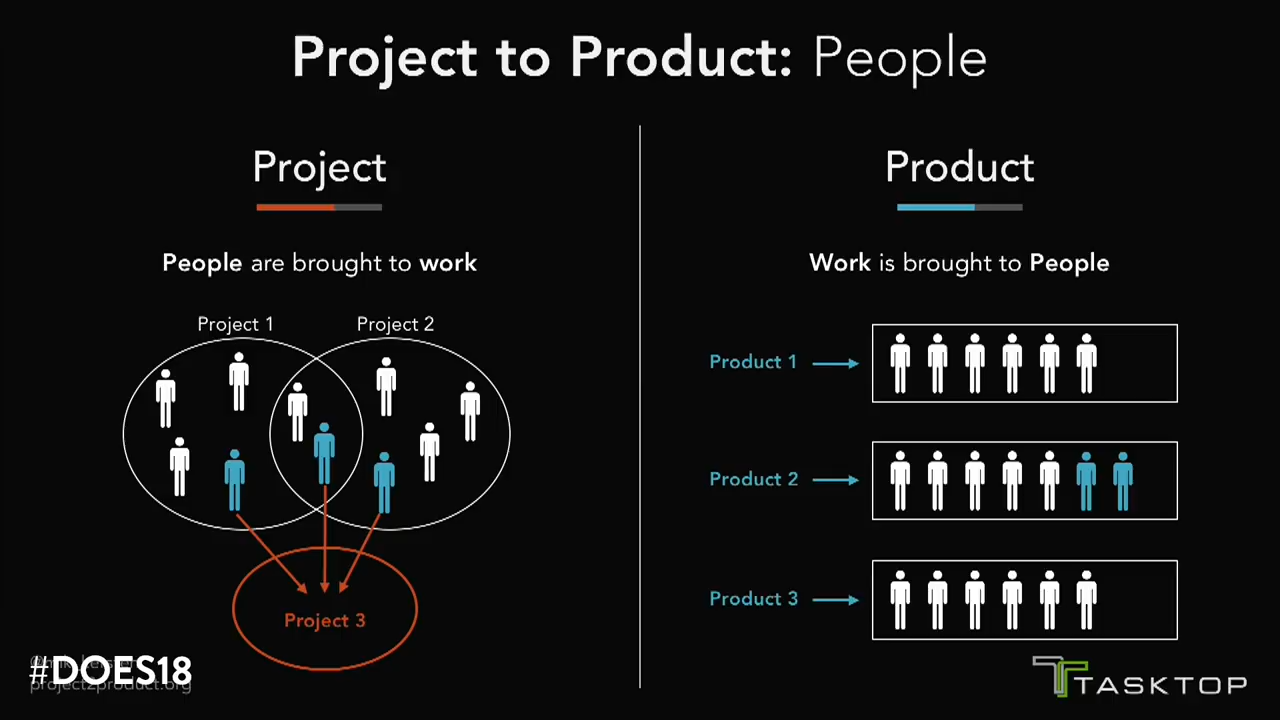 Project to Product: People
Project
People are brought to work
Project 1
Project 2
Project 3
Product
Work is brought to People
Product 1
Product 2
Product 3
#DOES18
project2product.org
TASKTOP